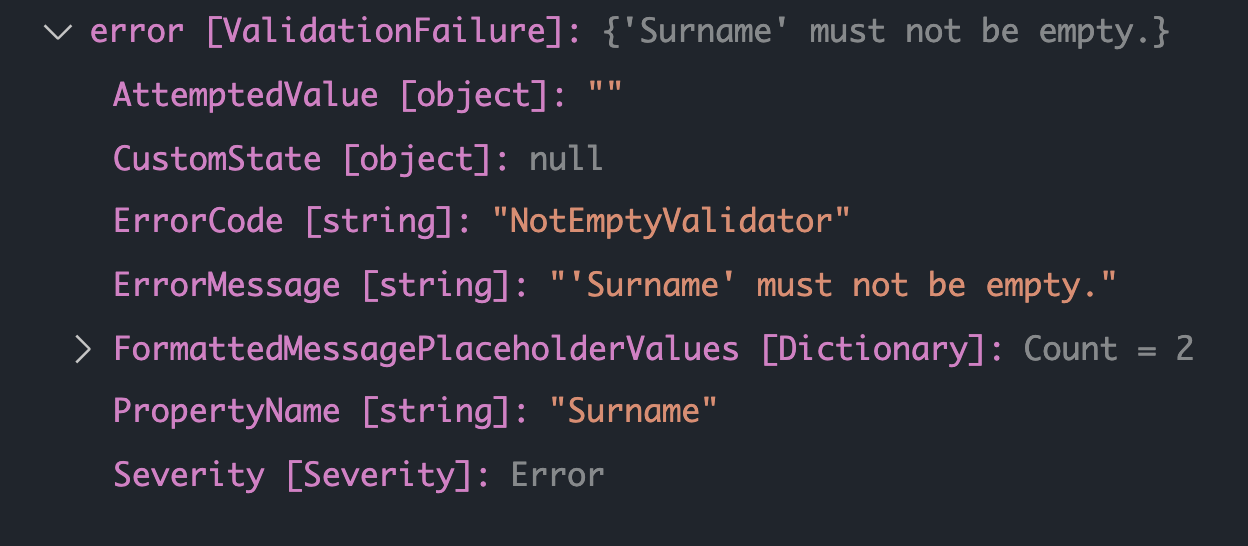 error [ValidationFailure]: {'Surname' must not be empty.}
AttemptedValue [object]: ""
CustomState [object]: null
ErrorCode [string]: "NotEmptyValidator"
ErrorMessage [string]: "'Surname' must not be empty."
FormattedMessagePlaceholderValues [Dictionary]: Count = 2
PropertyName [string]: "Surname"
Severity [Severity]: Error